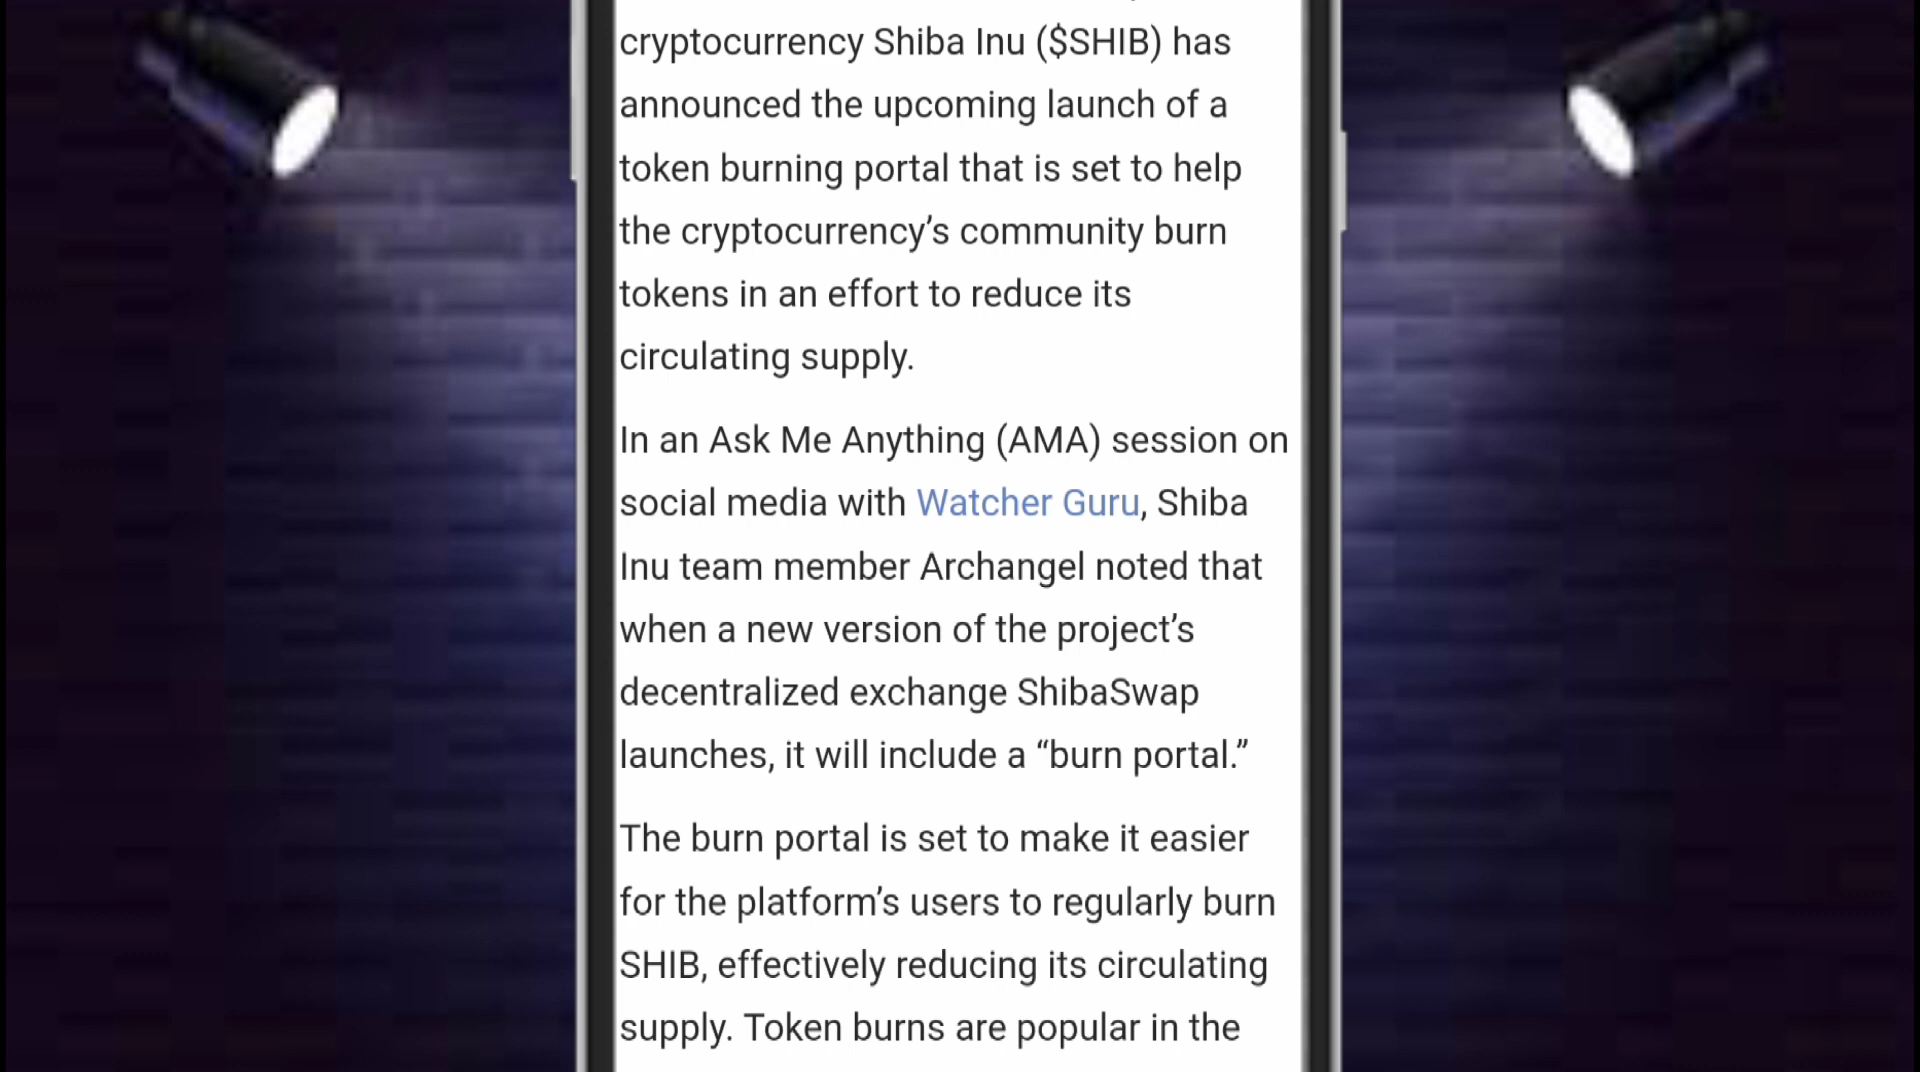 cryptocurrency Shiba Inu ($SHIB) has
announced the upcoming launch of a
token burning portal that is set to help
the cryptocurrency’s community burn
tokens in an effort to reduce its
circulating supply.
In an Ask Me Anything (AMA) session on
social media with Watcher Guru, Shiba
Inu team member Archangel noted that
when a new version of the project’s
decentralized exchange ShibaSwap
launches, it will include a “burn portal.”
The burn portal is set to make it easier
for the platform’s users to regularly burn
SHIB, effectively reducing its circulating
supply. Token burns are popular in the